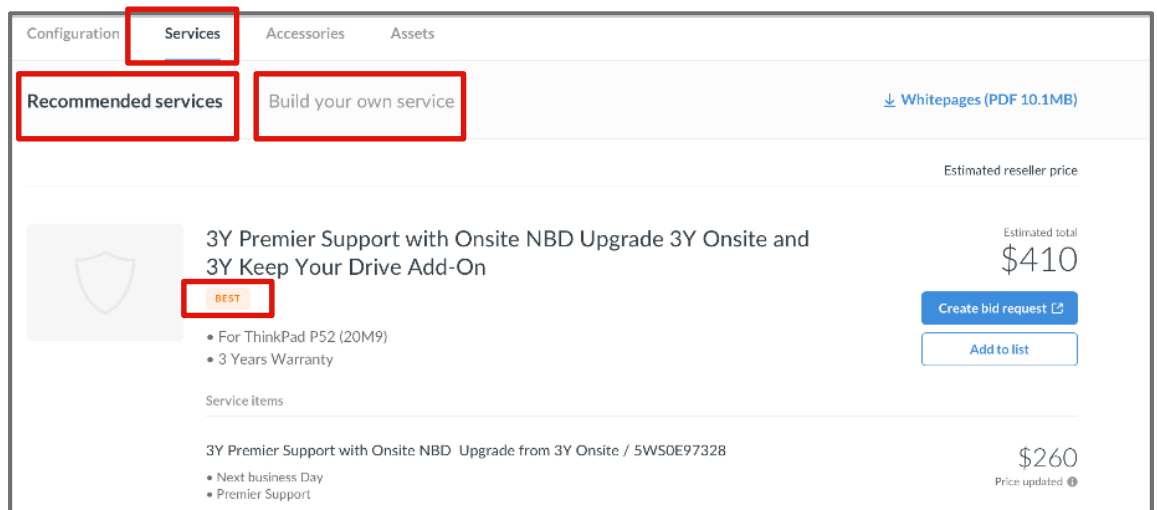 Configuration Services Accessories Assets
Recommended services Build your own service Whitepages (PDF 10.1MB)
Estimated reseller price
3Y Premier Support with Onsite NBD Upgrade 3Y Onsite and
3Y Keep Your Drive Add-On
Estimated total
$410
BEST
Create bid request
• For ThinkPad P52 (20M9)
• 3 Years Warranty
Add to list
Service items
3Y Premier Support with Onsite NBD Upgrade from 3Y Onsite / 5WS0E97328
$260
• Next business Day
• Premier Support
Price updated